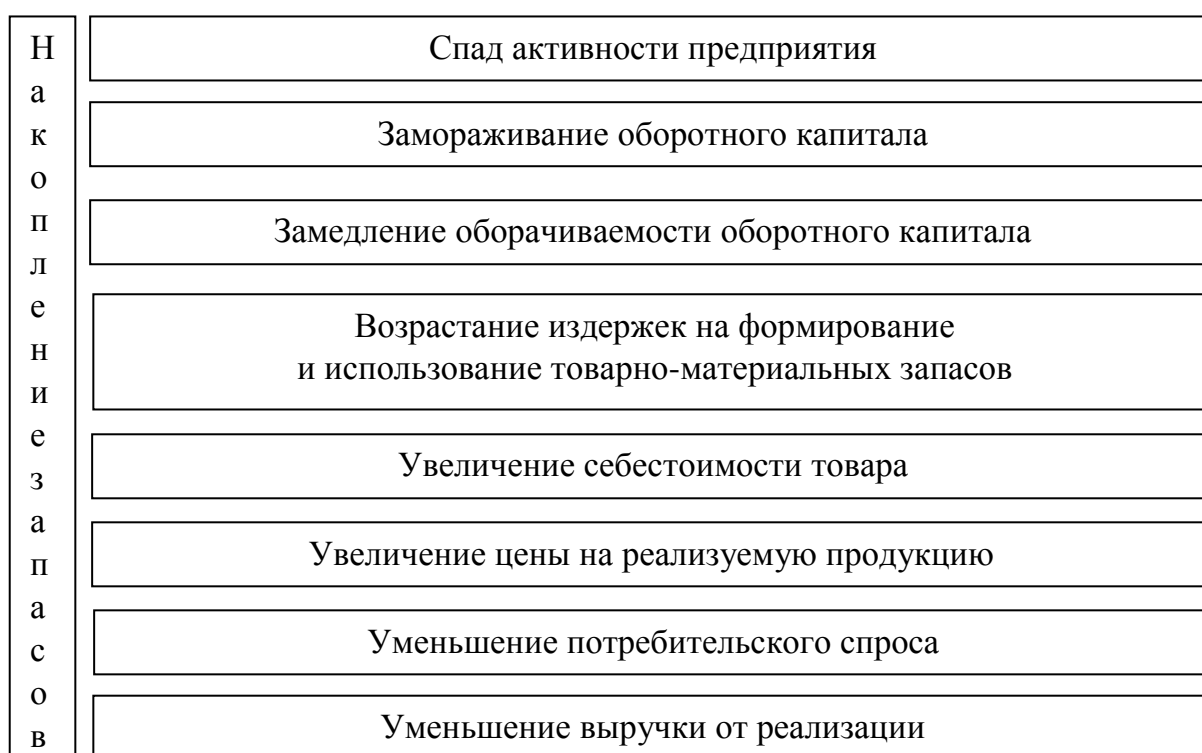 Накопление запасов
Спад активности предприятия
Замораживание оборотного капитала
Замедление оборачиваемости оборотного капитала
Возрастание издержек на формирование
и использование товарно-материальных запасов
Увеличение себестоимости товара
Увеличение цены на реализуемую продукцию
Уменьшение потребительского спроса
Уменьшение выручки от реализации